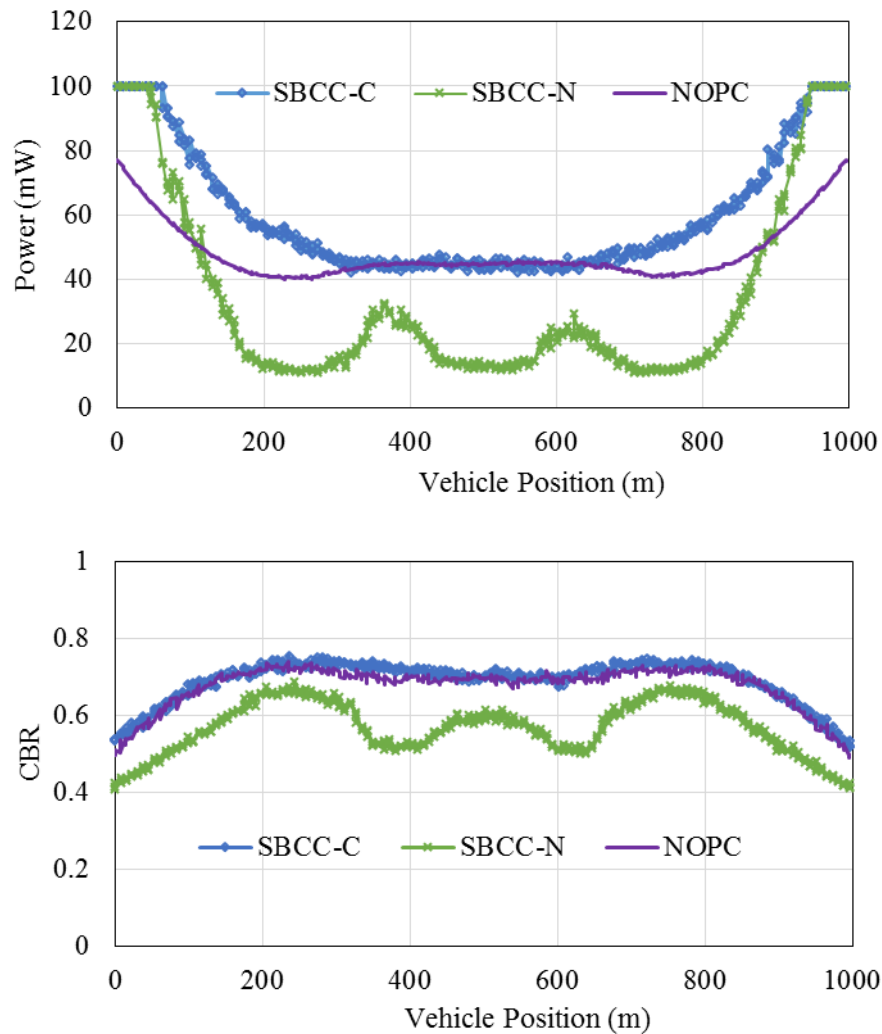 120
100
80
60
40
20
0
Power (mW)
SBCC-C SBCC-N NOPC
0 200 400 600 800 1000
Vehicle Position (m)
1
0.8
0.6
0.4
0.2
0
CBR
SBCC-C SBCC-N NOPC
0 200 400 600 800 1000
Vehicle Position (m)